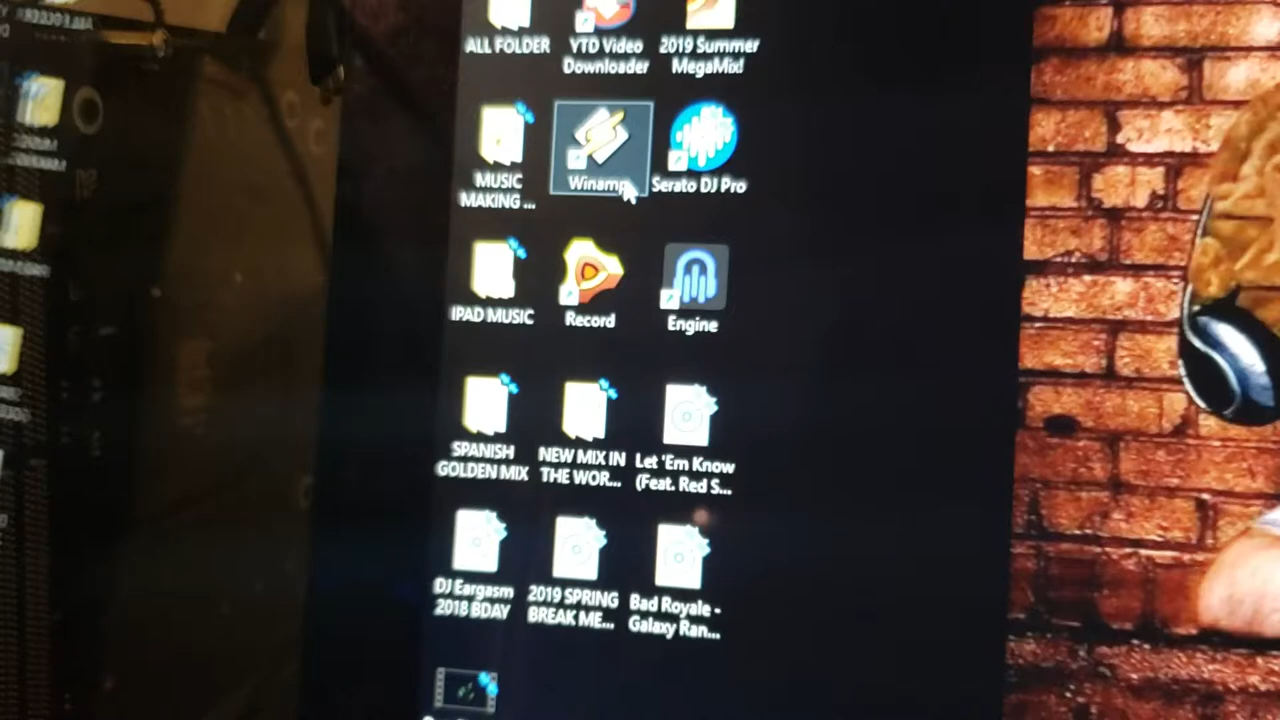 ALL FOLDER
YTD Video
Downloader
2019 Summer
MegaMix!
MUSIC
MAKING ...
Winamp
Serato DJ Pro
IPAD MUSIC
Record
Engine
SPANISH
GOLDEN MIX
NEW MIX IN
THE WOR...
Let 'Em Know
(Feat. Red S...
DJ Eargasm
2018 BDAY
2019 SPRING
BREAK ME...
Bad Royale -
Galaxy Ran...